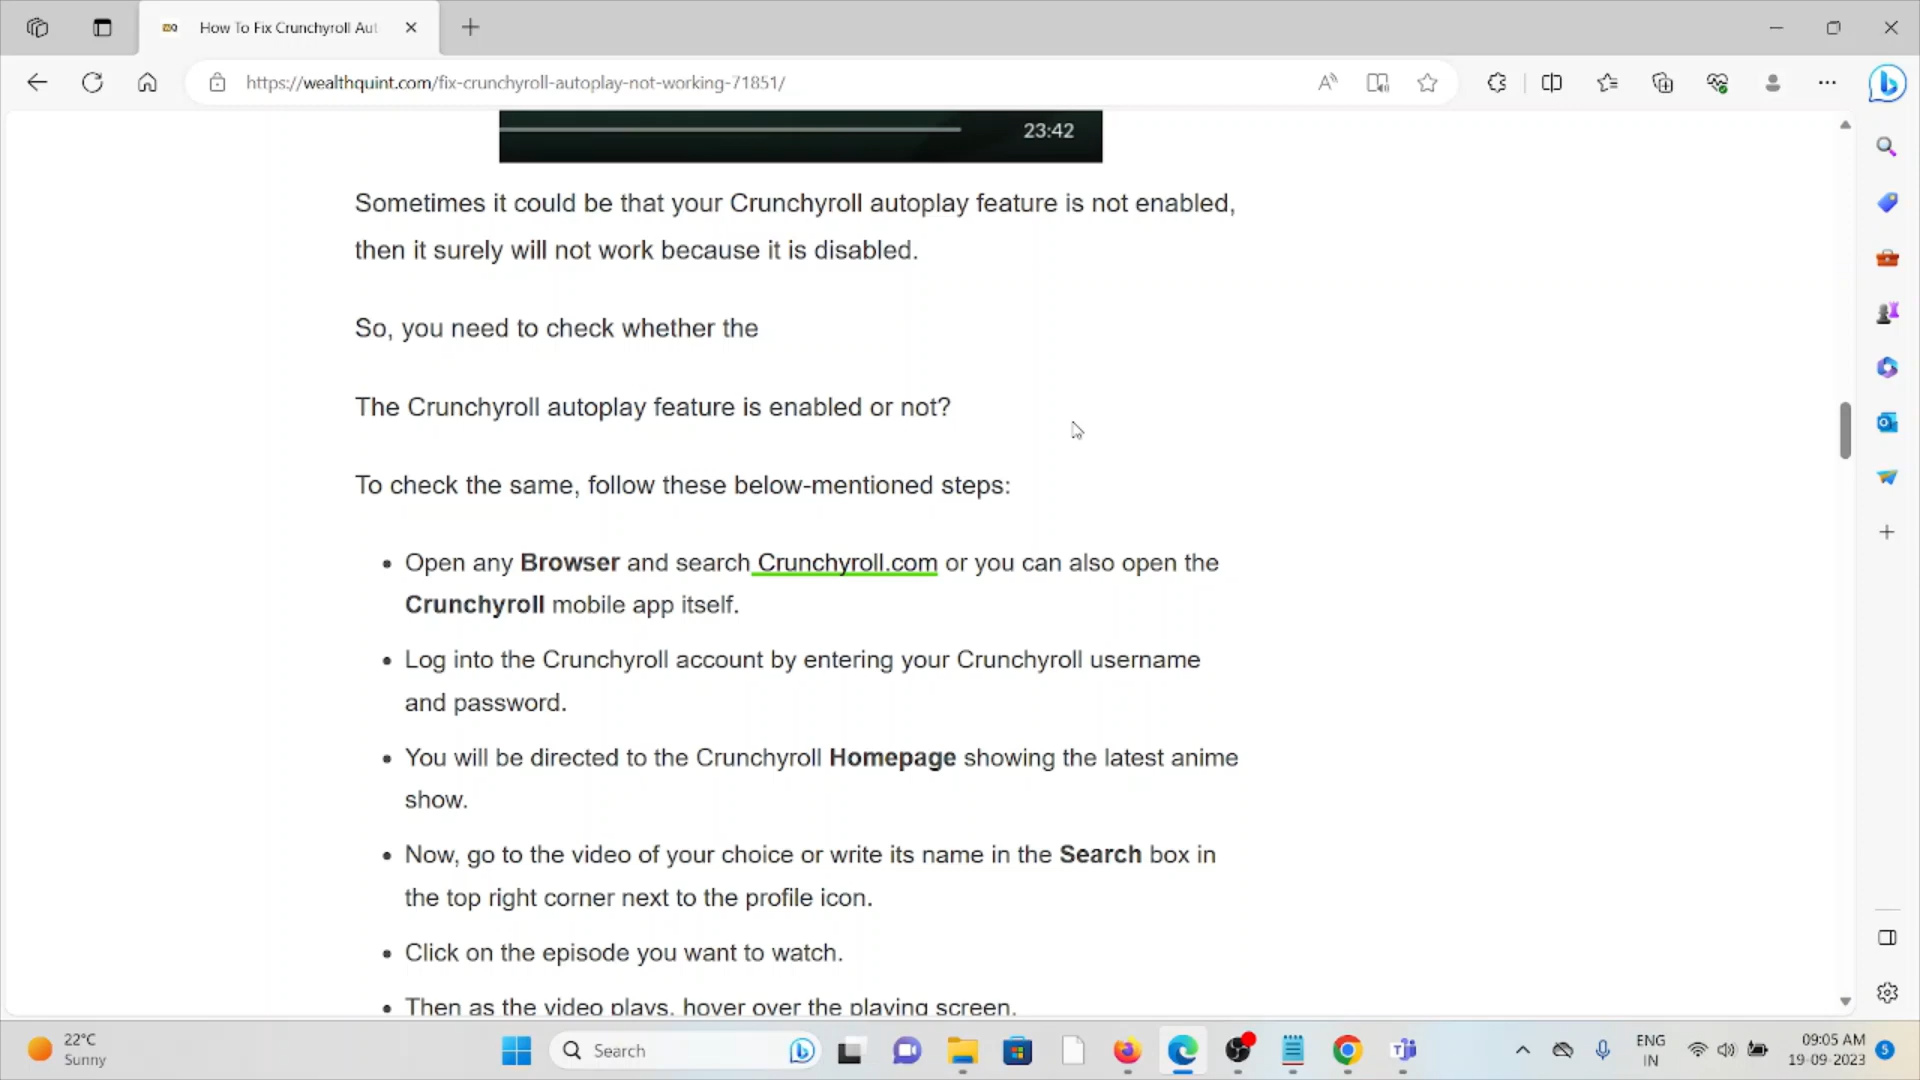 How To Fix Crunchyroll Aut
https://wealthquint.com/fix-crunchyroll-autoplay-not-working-71851/
23:42
Sometimes it could be that your Crunchyroll autoplay feature is not enabled,
then it surely will not work because it is disabled.
So, you need to check whether the
The Crunchyroll autoplay feature is enabled or not?
To check the same, follow these below-mentioned steps:
Open any Browser and search Crunchyroll.com or you can also open the
Crunchyroll mobile app itself.
Log into the Crunchyroll account by entering your Crunchyroll username
and password.
You will be directed to the Crunchyroll Homepage showing the latest anime
show.
Now, go to the video of your choice or write its name in the Search box in
the top right corner next to the profile icon.
Click on the episode you want to watch.
Then as the video plays, hover over the playing screen.
22°C
Sunny
Search
ENG
IN
09:05 AM
19-09-2023
5